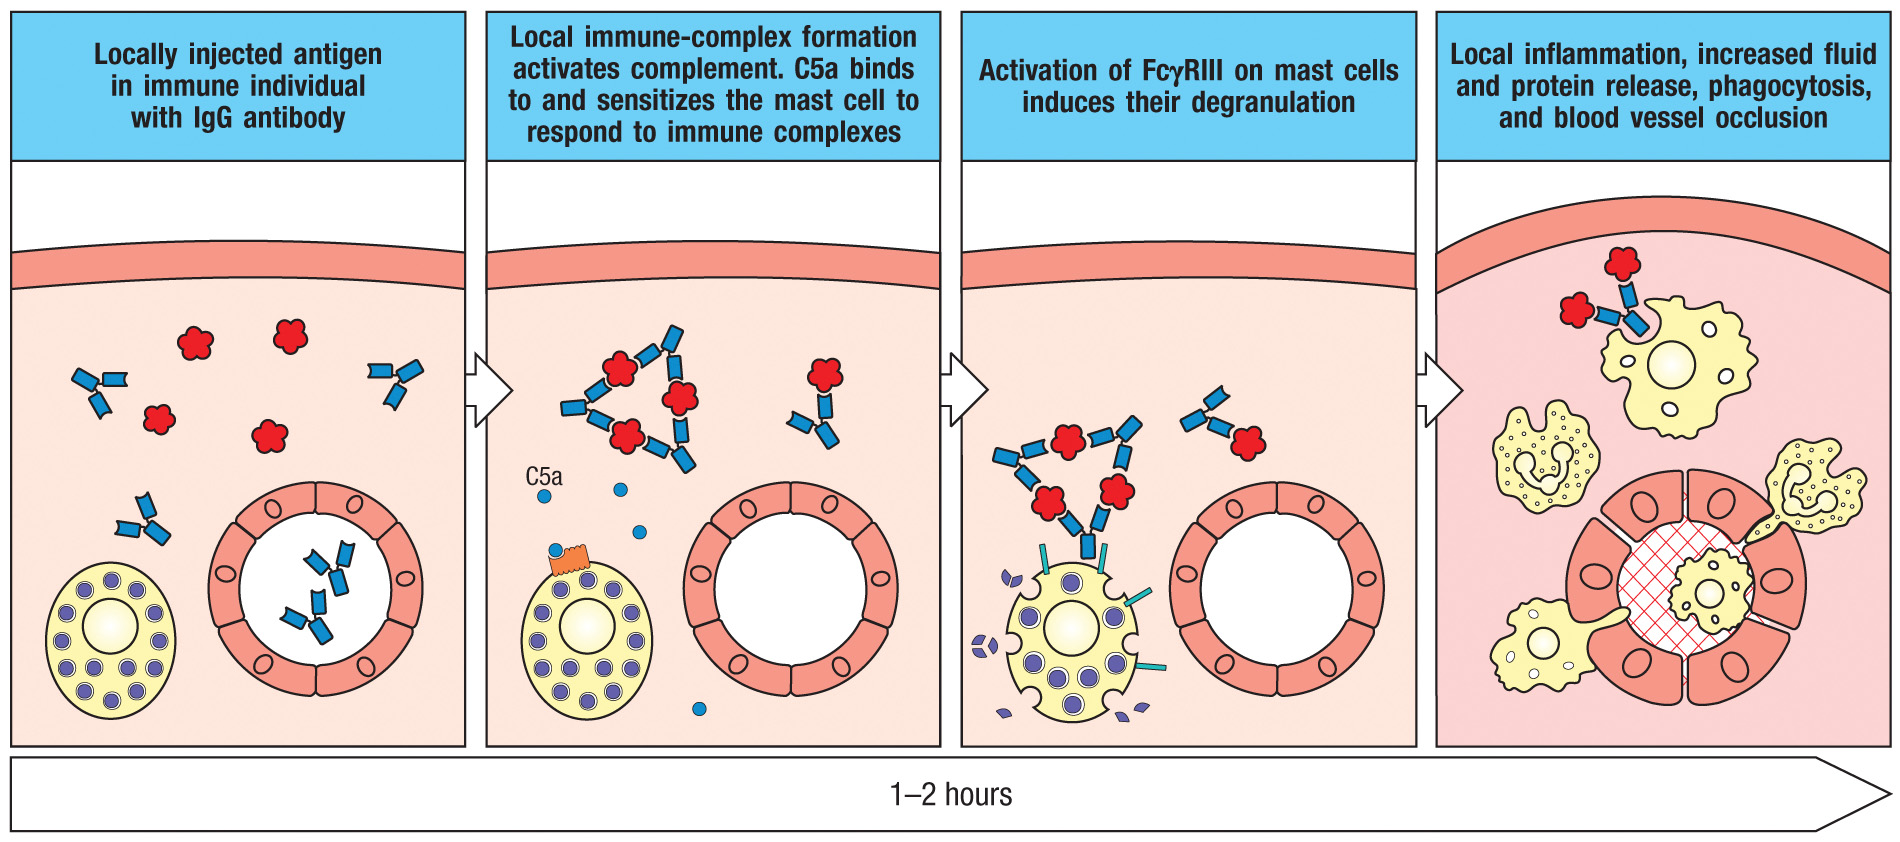 Locally injected antigen
in immune individual
with IgG antibody
Local immune-complex formation
activates complement. C5a binds
to and sensitizes the mast cell to
respond to immune complexes
Activation of FcγRIII on mast cells
induces their degranulation
Local inflammation, increased fluid
and protein release, phagocytosis,
and blood vessel occlusion
C5a
1–2 hours